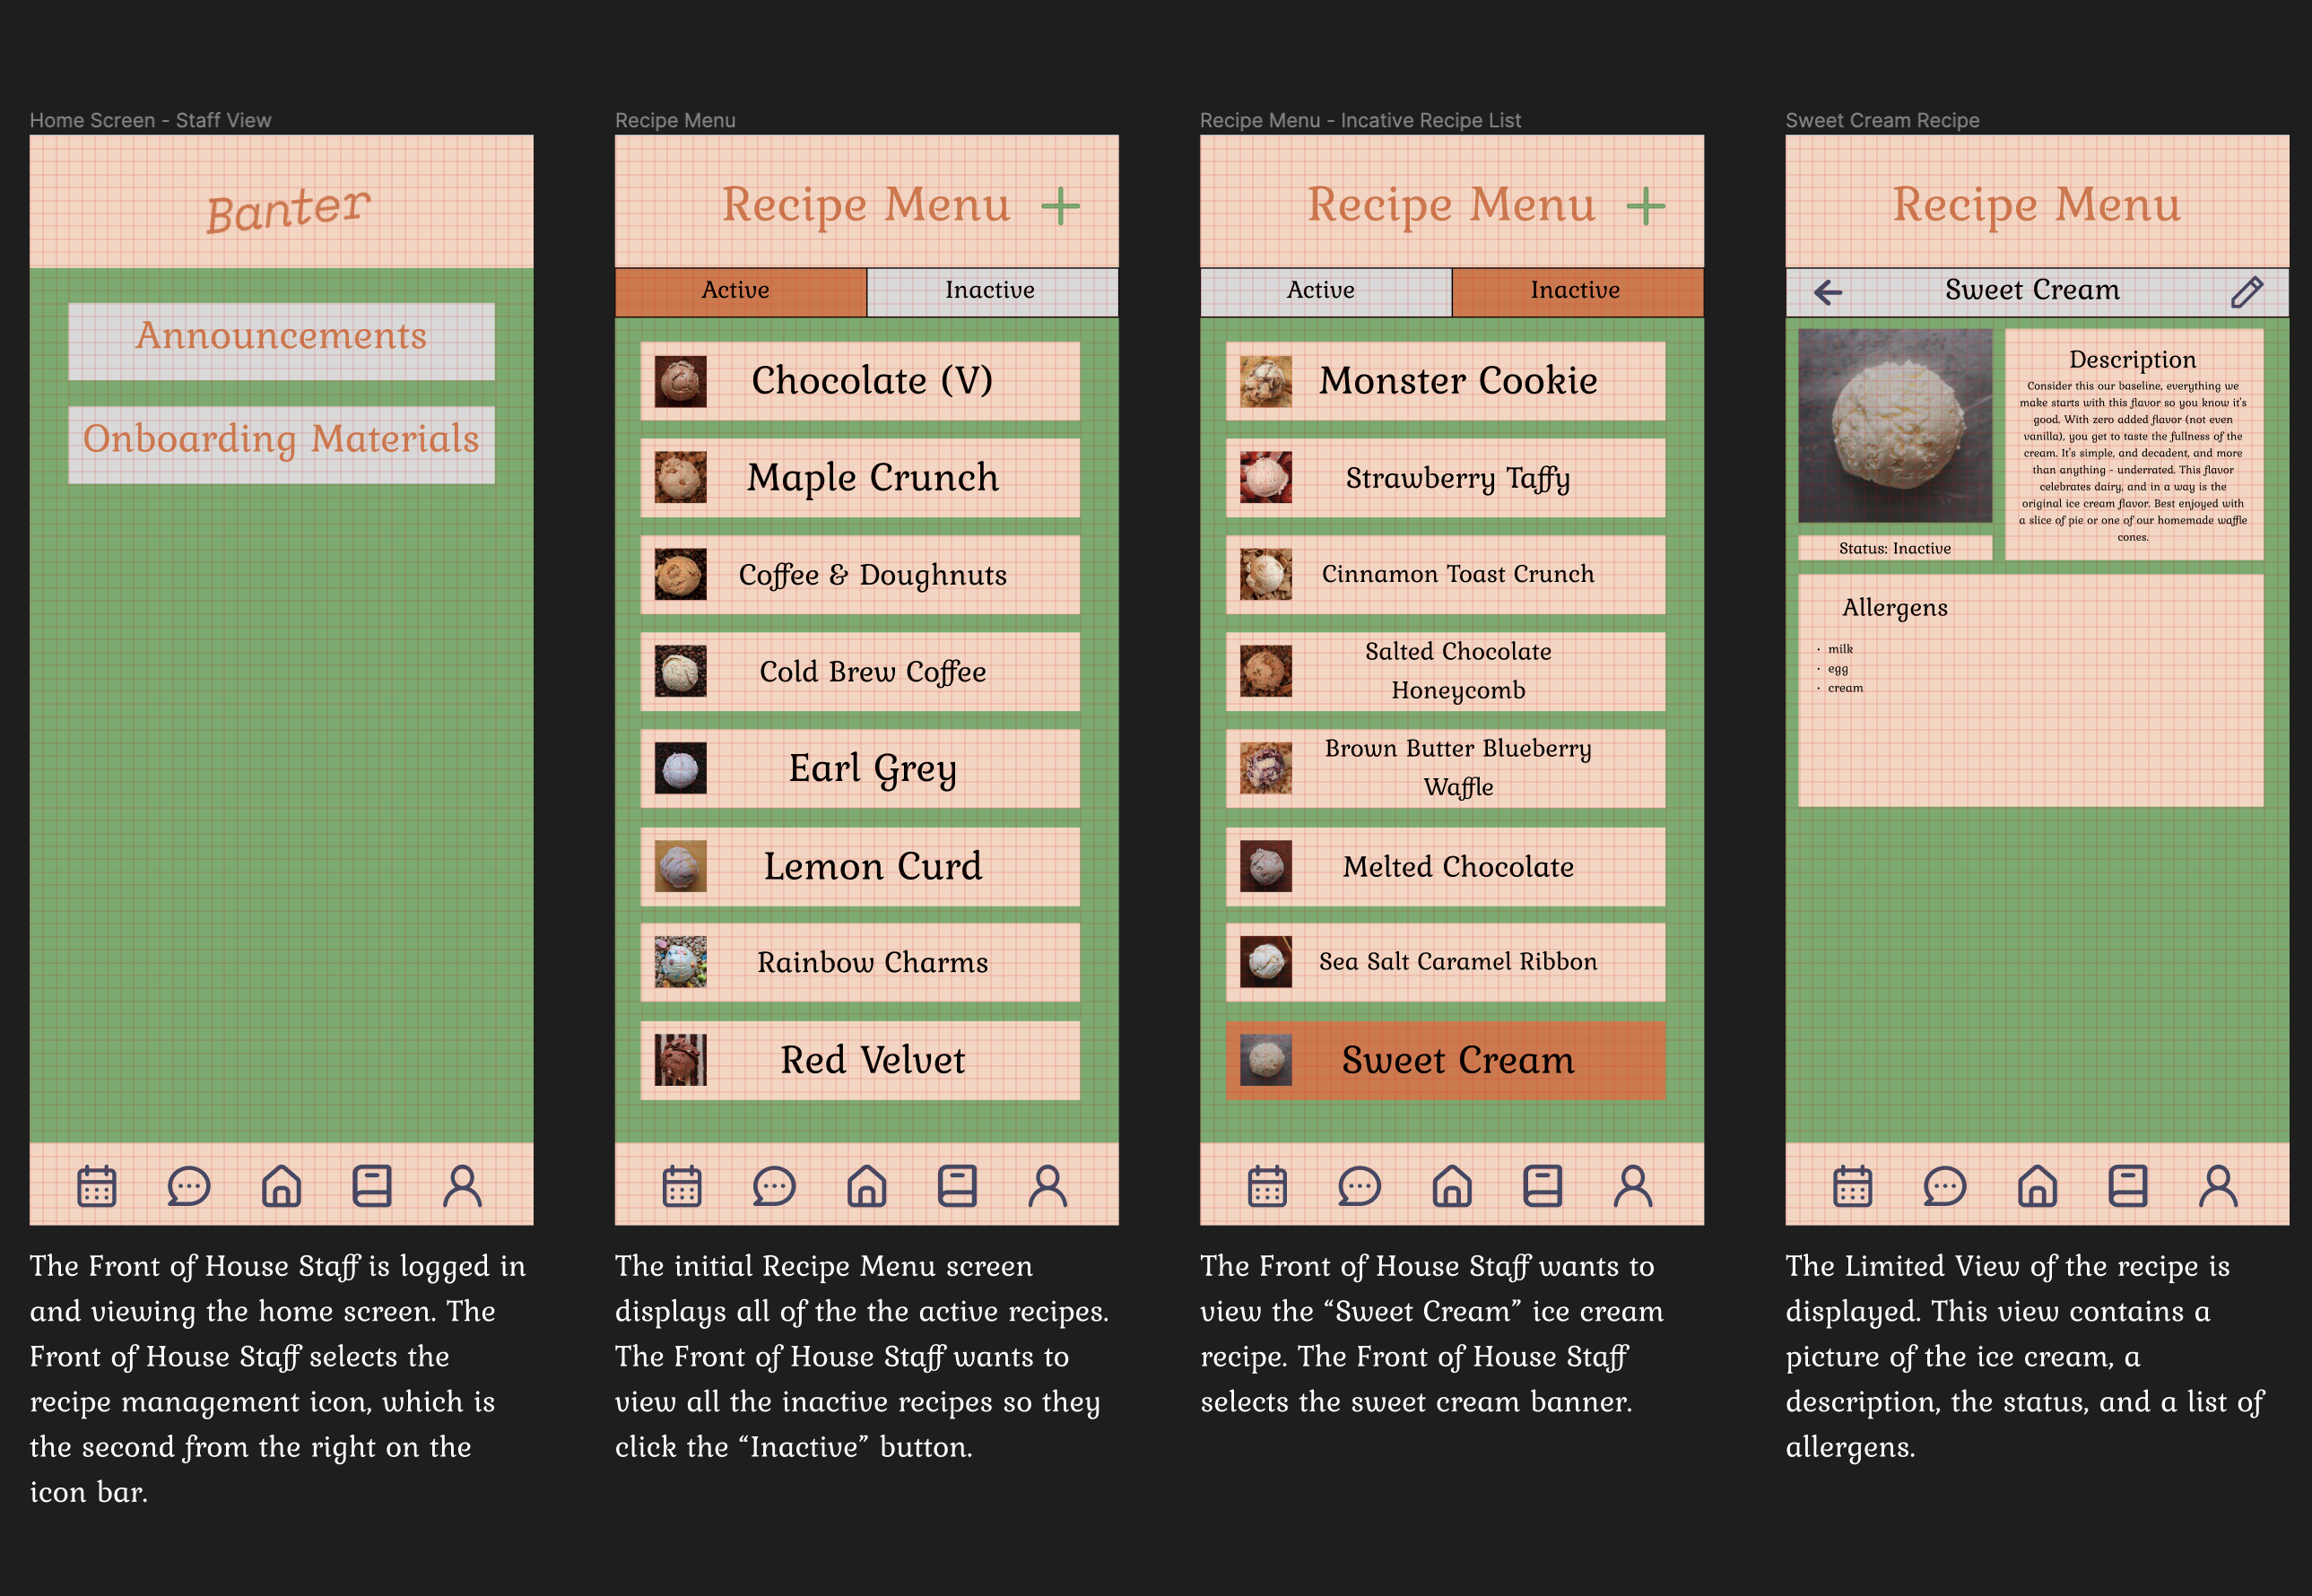 Home Screen - Staff View
Banter
Announcements
Onboarding Materials
The Front of House Staff is logged in
and viewing the home screen. The
Front of House Staff selects the
recipe management icon, which is
the second from the right on the
icon bar.
Recipe Menu
Recipe Menu
Active
Inactive
Chocolate (V)
Maple Crunch
Coffee & Doughnuts
Cold Brew Coffee
Earl Grey
Lemon Curd
Rainbow Charms
Red Velvet
The initial Recipe Menu screen
displays all of the the active recipes.
The Front of House Staff wants to
view all the inactive recipes so they
click the “Inactive” button.
Recipe Menu - Incative Recipe List
Recipe Menu
Active
Inactive
Monster Cookie
Strawberry Taffy
Cinnamon Toast Crunch
Salted Chocolate
Honeycomb
Brown Butter Blueberry
Waffle
Melted Chocolate
Sea Salt Caramel Ribbon
Sweet Cream
The Front of House Staff wants to
view the “Sweet Cream” ice cream
recipe. The Front of House Staff
selects the sweet cream banner.
Sweet Cream Recipe
Recipe Menu
Sweet Cream
Description
Consider this our baseline, everything we
make starts with this flavor so you know it's
good. With zero added flavor (not even
vanilla), you get to taste the fullness of the
cream. It's simple, and decadent, and more
than anything - underrated. This flavor
celebrates dairy, and in a way is the
original ice cream flavor. Best enjoyed with
a slice of pie or one of our homemade waffle
cones.
Status: Inactive
Allergens
• milk
• egg
• cream
The Limited View of the recipe is
displayed. This view contains a
picture of the ice cream, a
description, the status, and a list of
allergens.